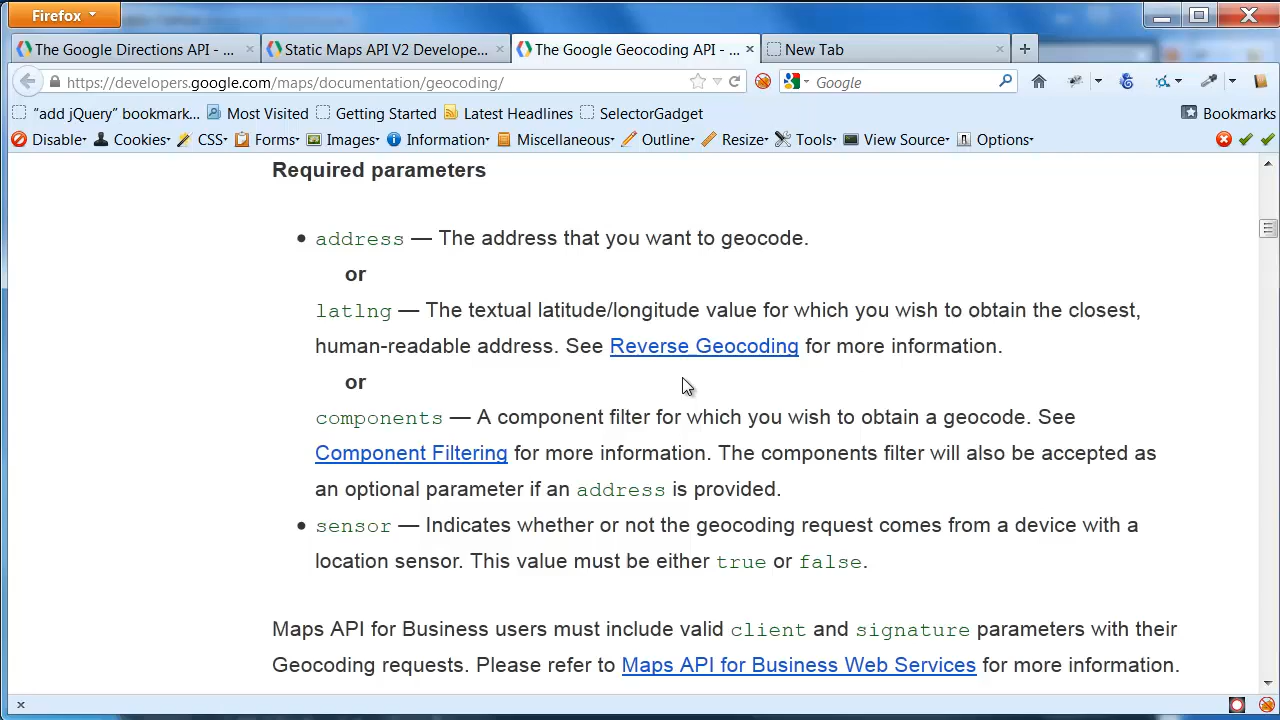 Firefox
The Google Directions API - ...
Static Maps API V2 Develope...
The Google Geocoding API - ...
New Tab
https://developers.google.com/maps/documentation/geocoding/
Google
"add jQuery" bookmark...
Most Visited
Getting Started
Latest Headlines
SelectorGadget
Bookmarks
Disable
Cookies
CSS
Forms
Images
Information
Miscellaneous
Outline
Resize
Tools
View Source
Options
Required parameters
address — The address that you want to geocode.
or
latlng — The textual latitude/longitude value for which you wish to obtain the closest,
human-readable address. See Reverse Geocoding for more information.
or
components — A component filter for which you wish to obtain a geocode. See
Component Filtering for more information. The components filter will also be accepted as
an optional parameter if an address is provided.
sensor — Indicates whether or not the geocoding request comes from a device with a
location sensor. This value must be either true or false.
Maps API for Business users must include valid client and signature parameters with their
Geocoding requests. Please refer to Maps API for Business Web Services for more information.